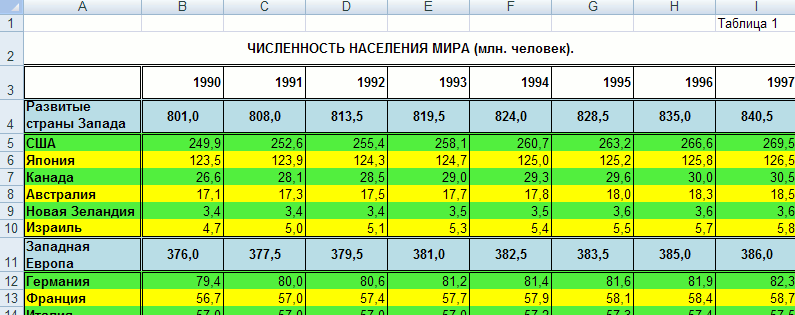 A B C D E F G H I
1 Таблица 1
2 ЧИСЛЕННОСТЬ НАСЕЛЕНИЯ МИРА (млн. человек).
3 1990 1991 1992 1993 1994 1995 1996 1997
Развитые
4 страны Запада 801,0 808,0 813,5 819,5 824,0 828,5 835,0 840,5
5 США 249,9 252,6 255,4 258,1 260,7 263,2 266,6 269,5
6 Япония 123,5 123,9 124,3 124,7 125,0 125,2 125,8 126,5
7 Канада 26,6 28,1 28,5 29,0 29,3 29,6 30,0 30,5
8 Австралия 17,1 17,3 17,5 17,7 17,8 18,0 18,3 18,5
9 Новая Зеландия 3,4 3,4 3,4 3,5 3,5 3,6 3,6 3,6
10 Израиль 4,7 5,0 5,1 5,3 5,4 5,5 5,7 5,8
Западная
11 Европа 376,0 377,5 379,5 381,0 382,5 383,5 385,0 386,0
12 Германия 79,4 80,0 80,6 81,2 81,4 81,6 81,9 82,3
13 Франция 56,7 57,0 57,4 57,7 57,9 58,1 58,4 58,7